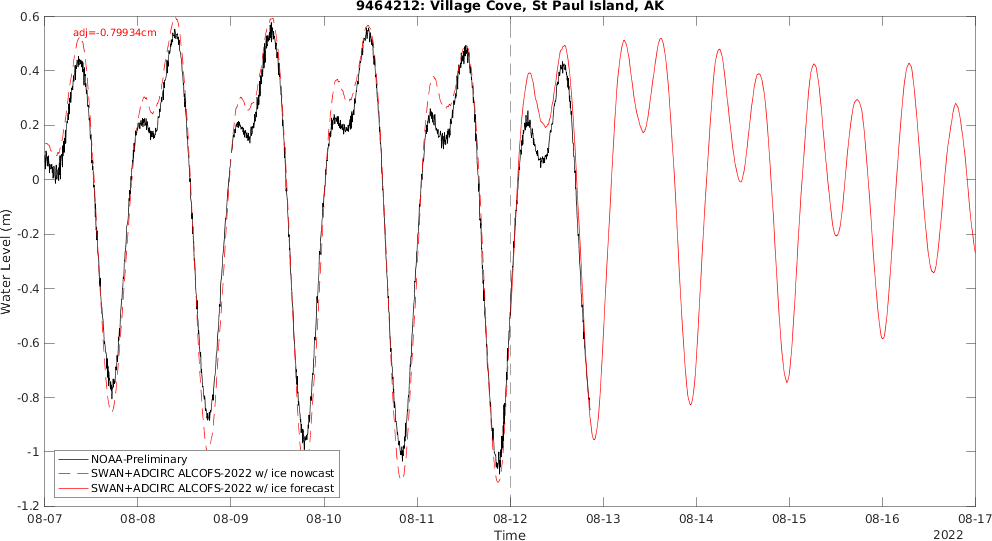 9464212: Village Cove, St Paul Island, AK
adj=-0.79934cm
0.6
0.4
0.2
0
-0.2
-0.4
-0.6
-0.8
-1
-1.2
Water Level (m)
NOAA-Preliminary
SWAN+ADCIRC ALCOFS-2022 w/ ice nowcast
SWAN+ADCIRC ALCOFS-2022 w/ ice forecast
08-07 08-08 08-09 08-10 08-11 08-12 08-13 08-14 08-15 08-16 08-17
Time
2022